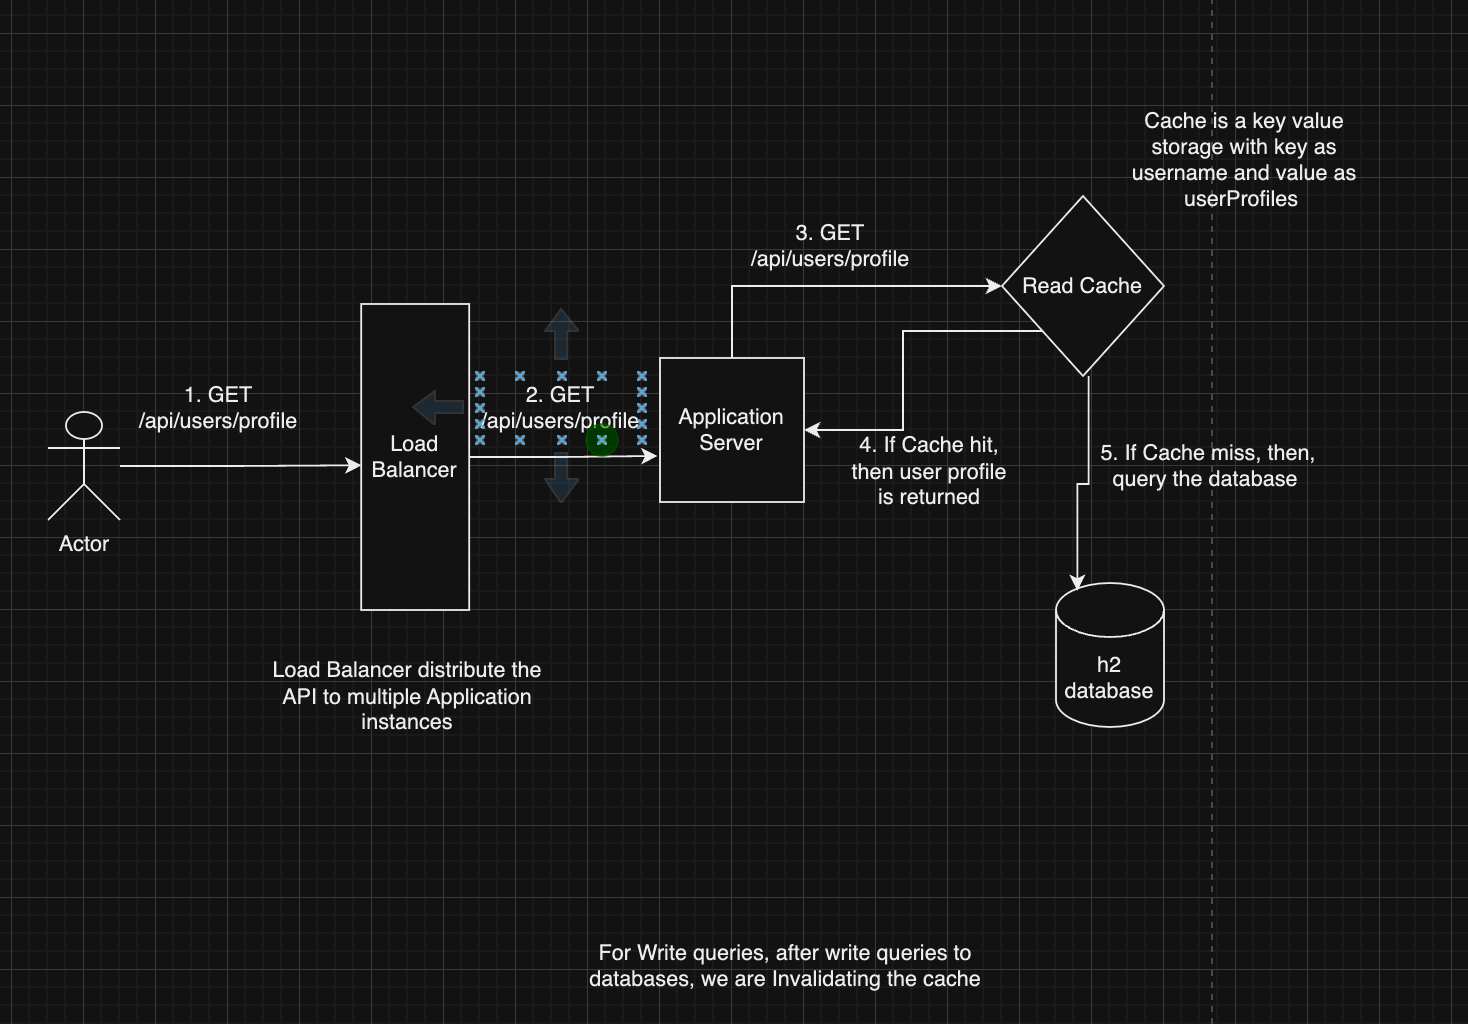 Cache is a key value
storage with key as
username and value as
userProfiles
3. GET
/api/users/profile
Read Cache
1. GET
/api/users/profile
2. GET
/api/users/profile
Load
Balancer
Application
Server
4. If Cache hit,
then user profile
is returned
5. If Cache miss, then,
query the database
Actor
h2
database
Load Balancer distribute the
API to multiple Application
instances
For Write queries, after write queries to
databases, we are Invalidating the cache